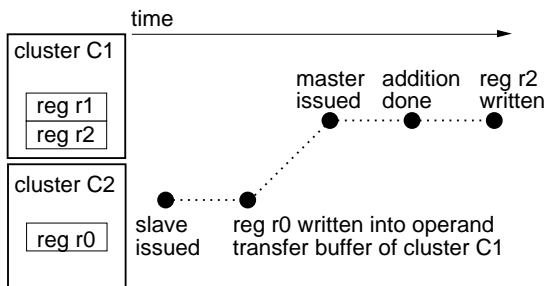 time
cluster C1
reg r1
reg r2
master
issued
addition
done
reg r2
written
cluster C2
reg r0
slave
issued
reg r0 written into operand
transfer buffer of cluster C1